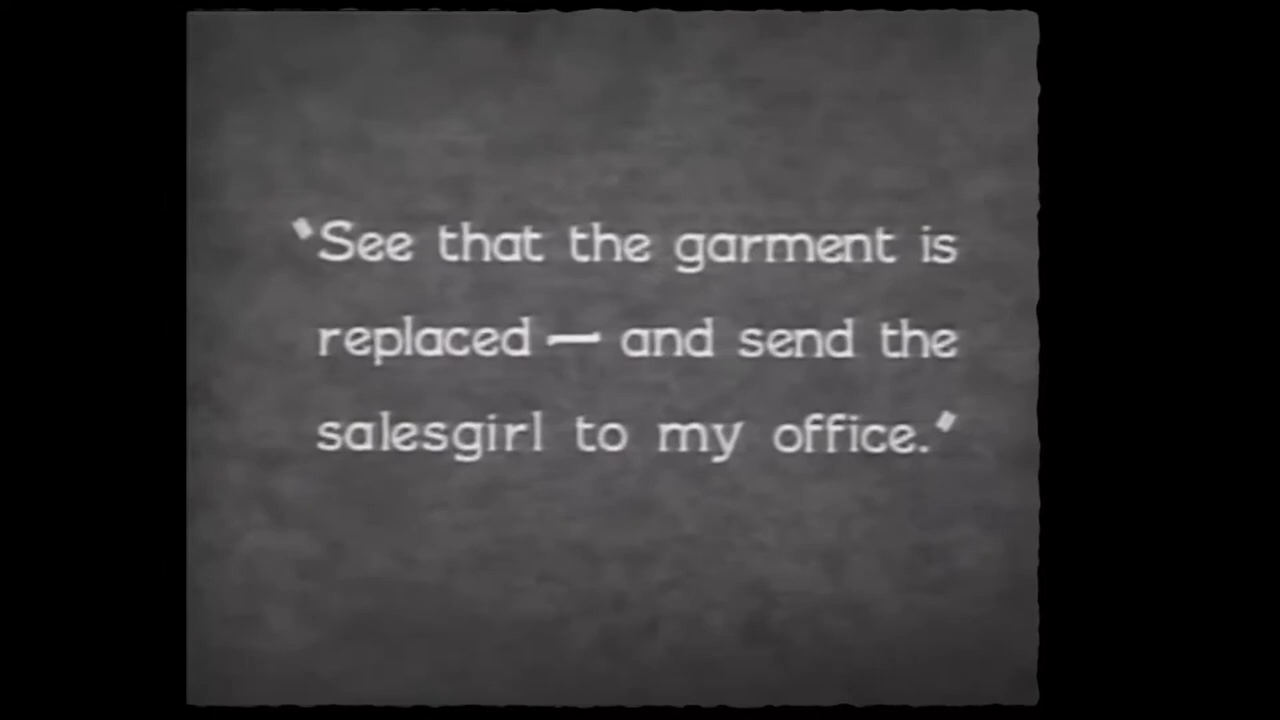 "See that the garment is
replaced — and send the
salesgirl to my office."